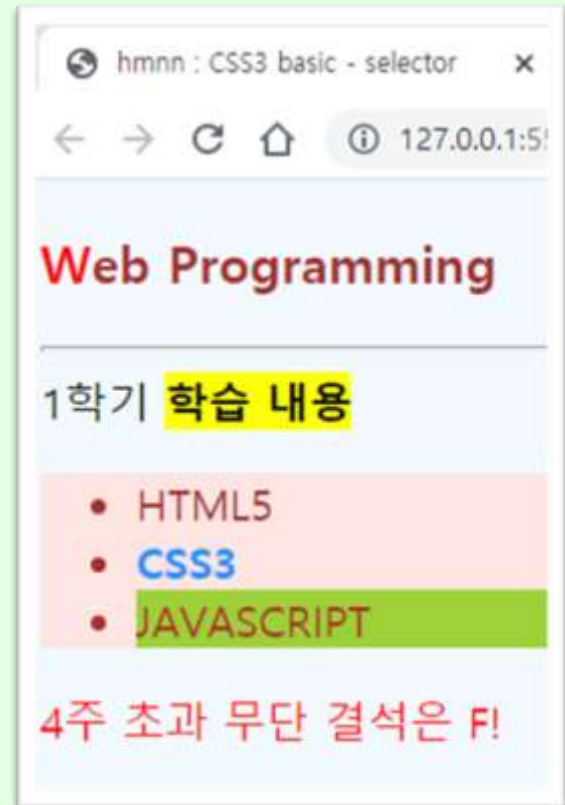 hmnn : CSS3 basic - selector
127.0.0.1:55
Web Programming
1학기 학습 내용
HTML5
CSS3
JAVASCRIPT
4주 초과 무단 결석은 F!